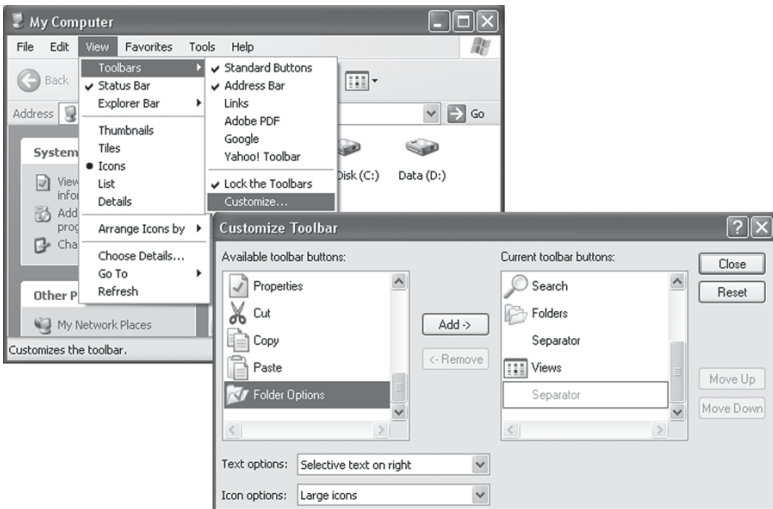 My Computer
File Edit View Favorites Tools Help
Back
Address
Go
Toolbars
Status Bar
Explorer Bar
Thumbnails
Tiles
Icons
List
Details
Arrange Icons by
Choose Details...
Go To
Refresh
Standard Buttons
Address Bar
Links
Adobe PDF
Google
Yahoo! Toolbar
Lock the Toolbars
Customize...
System
View
infor
Add
prog
Cha
Other P
My Network Places
Disk (C:) Data (D:)
Customizes the toolbar.
Customize Toolbar
Available toolbar buttons:
Properties
Cut
Copy
Paste
Folder Options
Add ->
<- Remove
Current toolbar buttons:
Search
Folders
Separator
Views
Separator
Close
Reset
Move Up
Move Down
Text options: Selective text on right
Icon options: Large icons